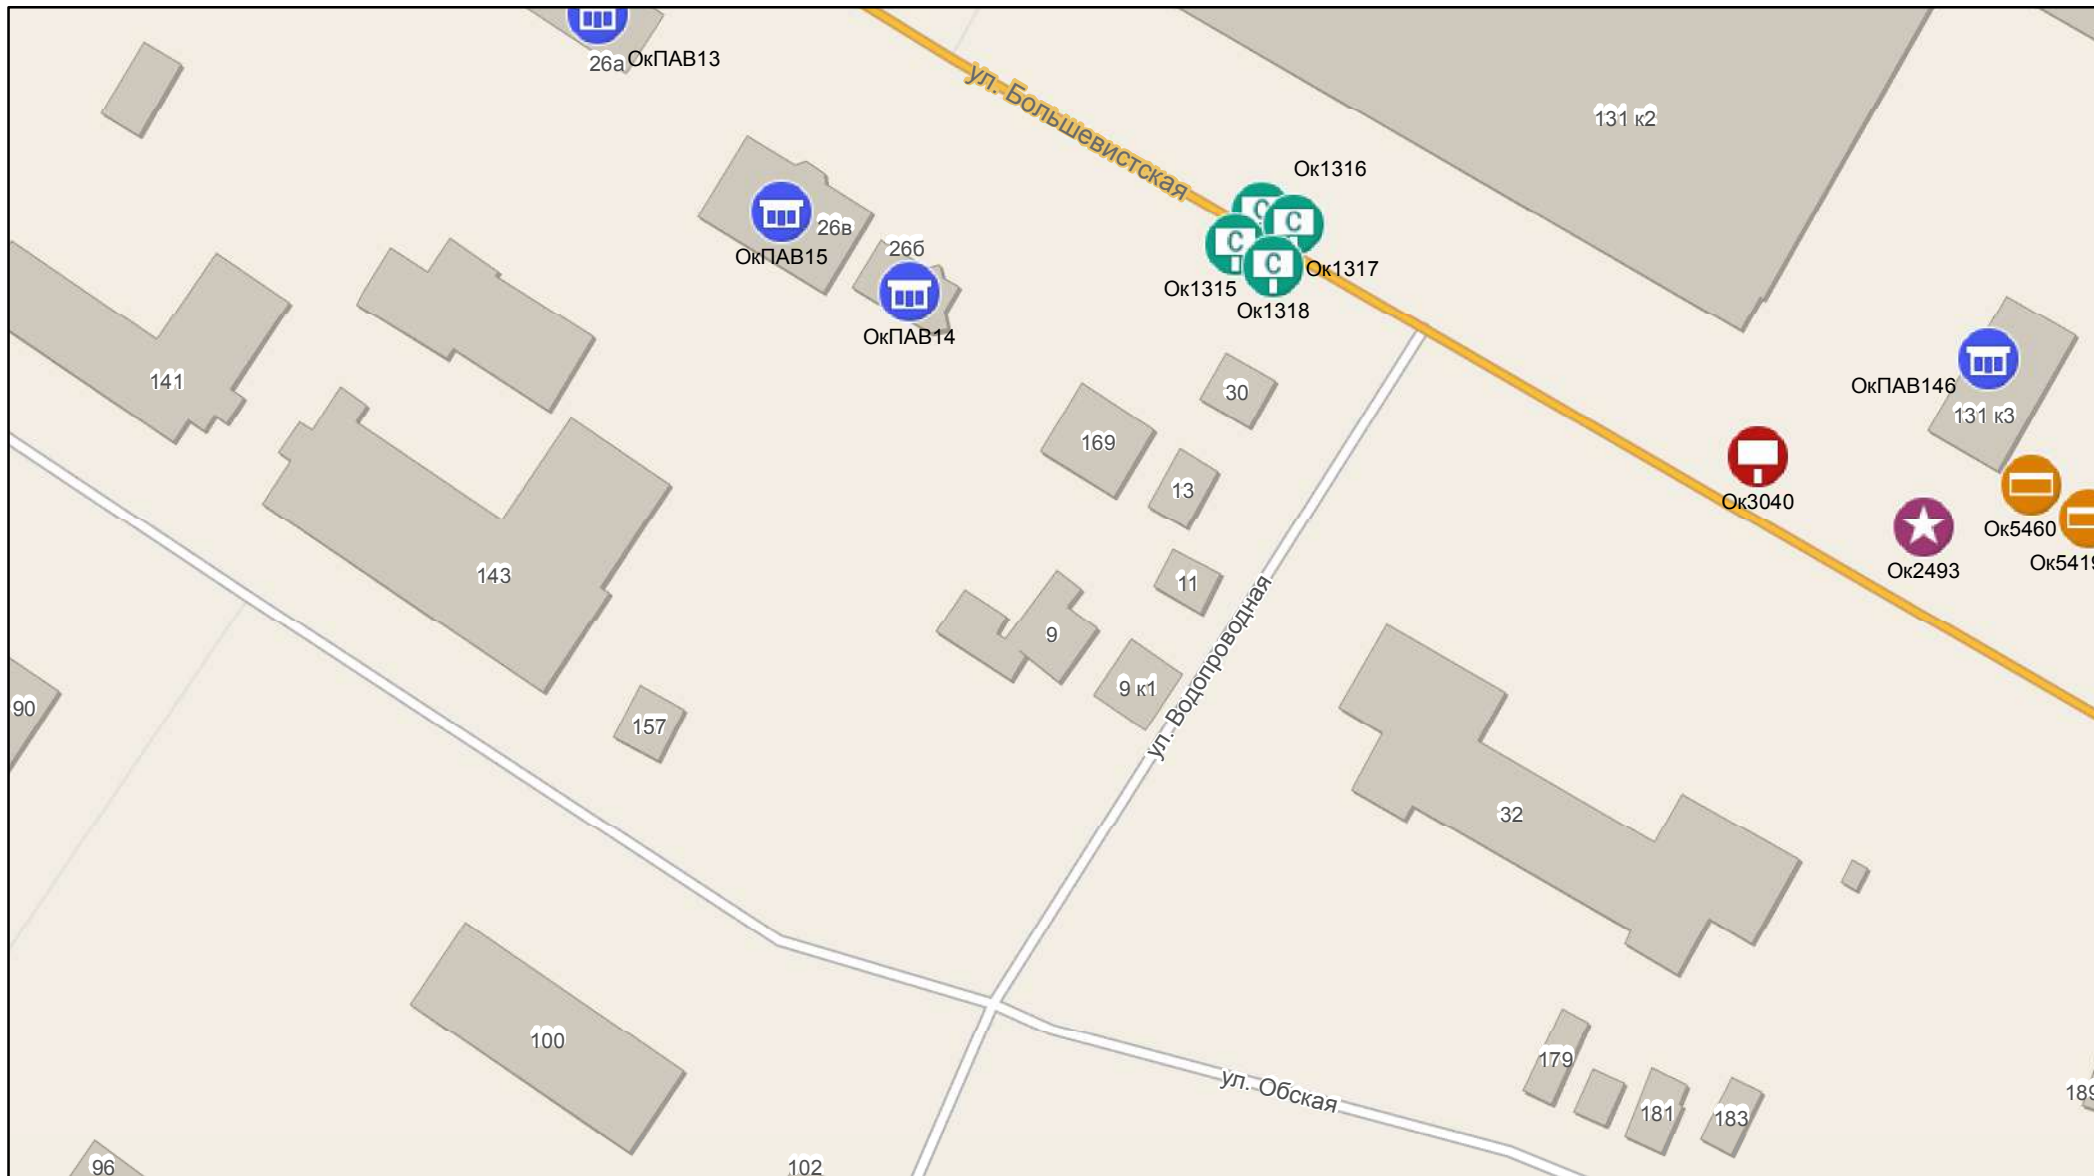 26а
ОкПАВ13
ул. Большевистская
131 к2
Ок1316
С
С
С
С
26в
26б
ОкПАВ15
Ок1317
Ок1315
Ок1318
ОкПАВ14
141
30
ОкПАВ146
131 к3
169
13
Ок3040
Ок5460
Ок2493
Ок5419
143
11
ул. Водопроводная
9
9 к1
90
157
32
100
179
ул. Обская
181
183
189
96
102